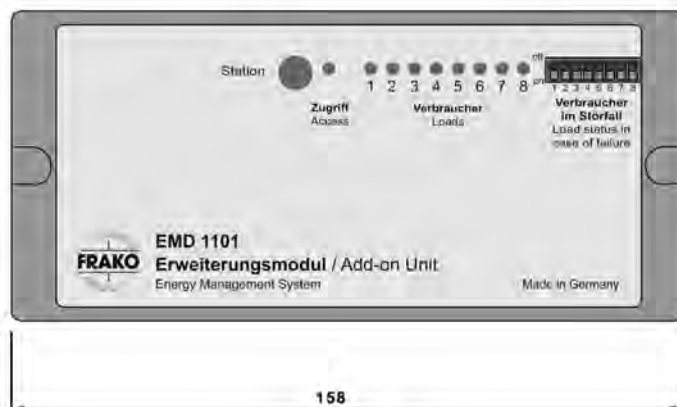 Station
off
on
1 2 3 4 5 6 7 8
1 2 3 4 5 6 7 8
Zugriff
Access
Verbraucher
Loads
Verbraucher
im Störfall
Load status in
case of failure
FRAKO
EMD 1101
Erweiterungsmodul / Add-on Unit
Energy Management System
Made in Germany
158